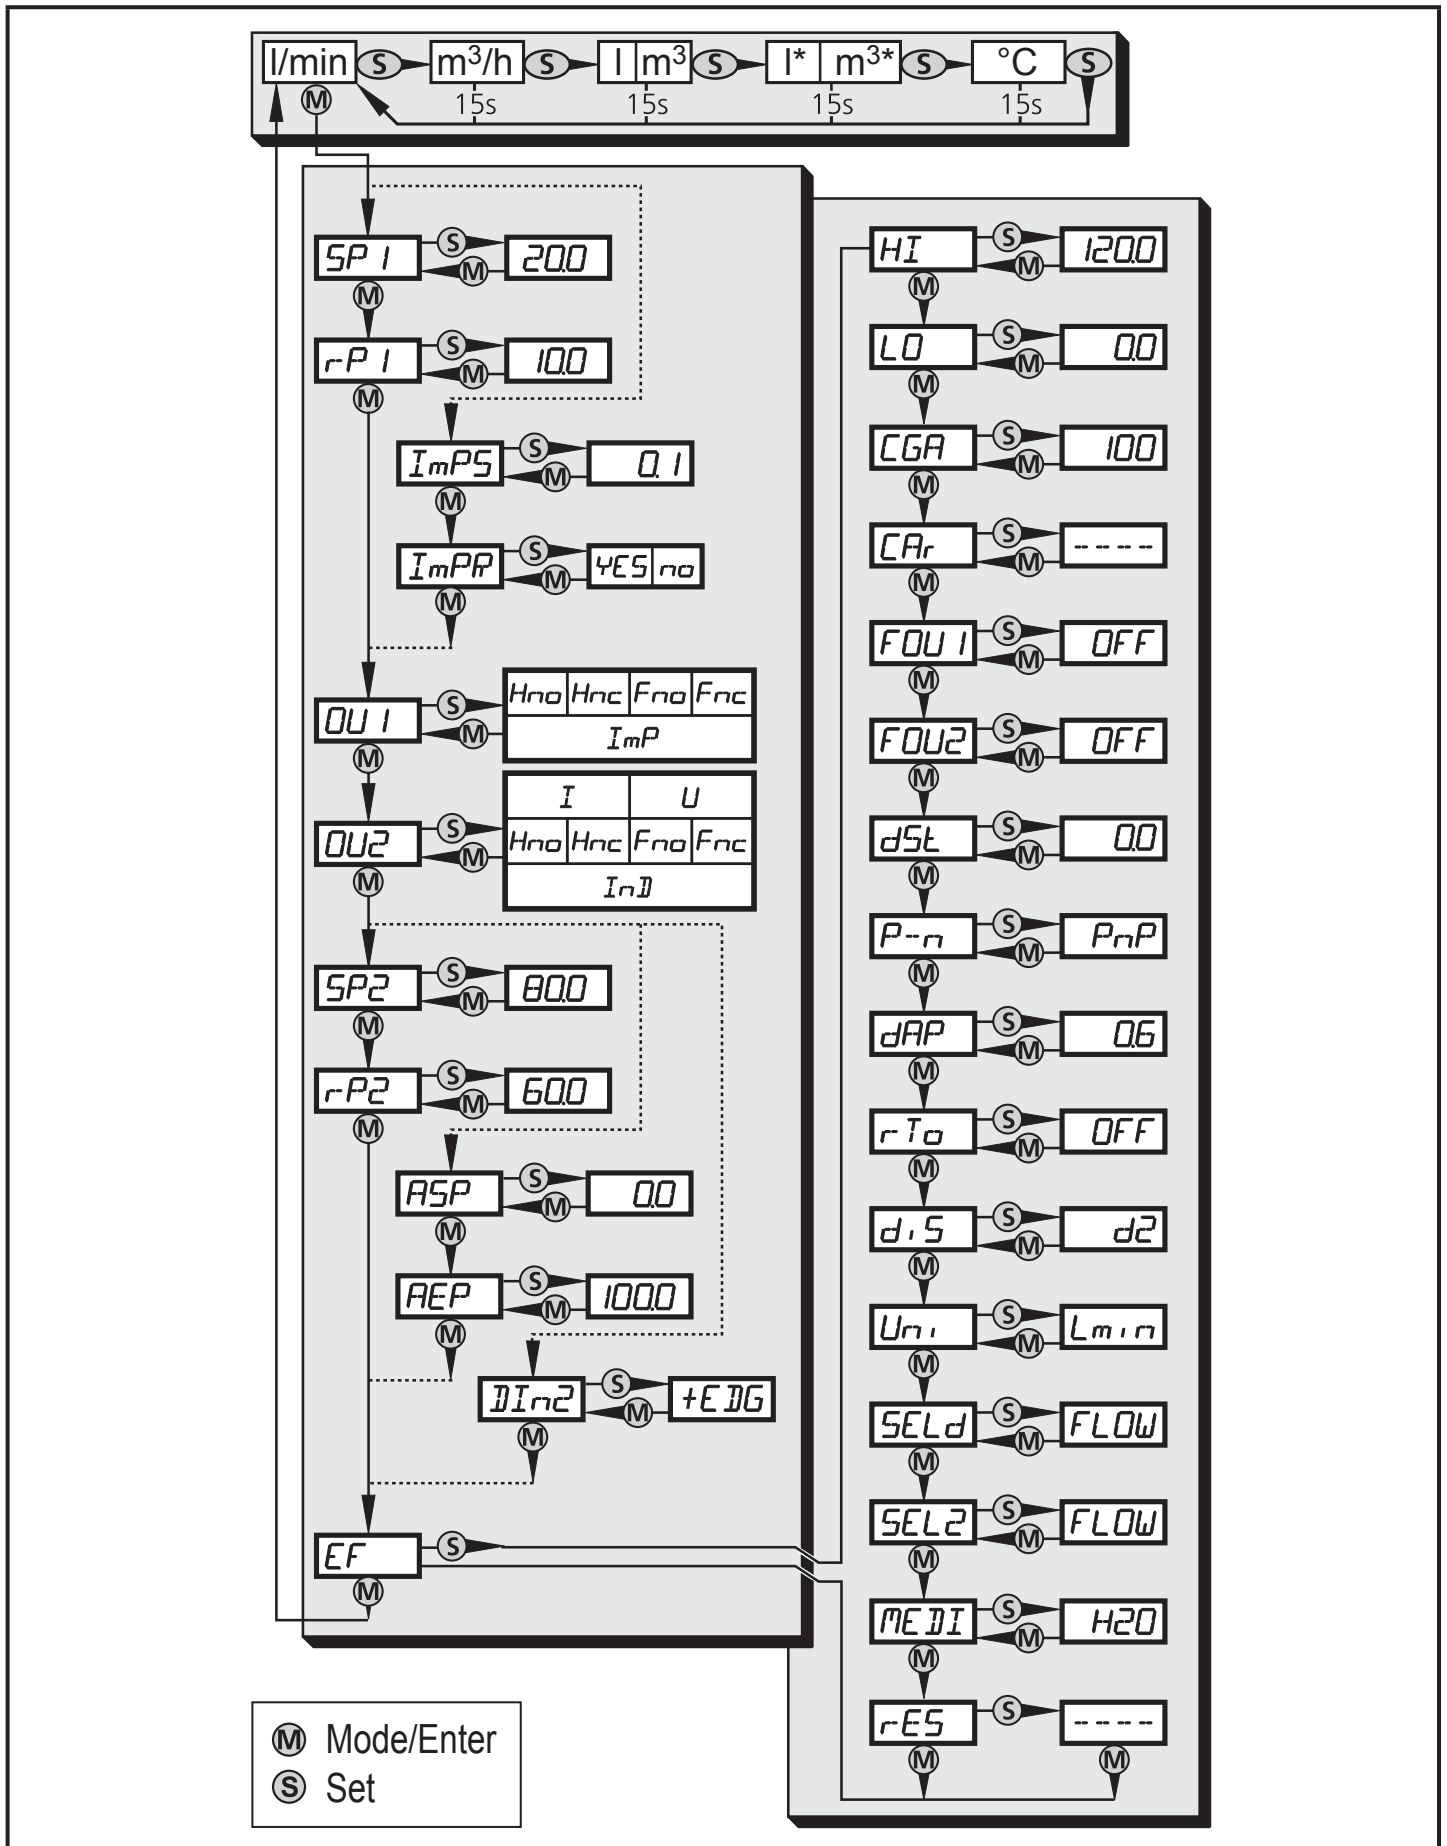 l/min S m³/h S l m³ S l* m³* S °C S
M 15s 15s 15s 15s
SP1 S 20.0
M
M
rP1 S 10.0
M
M
ImPS S 0.1
M
M
ImPR S YES no
M
M
OU1 S Hno Hnc Fno Fnc
M ImP
M
I U
OU2 S Hno Hnc Fno Fnc
M InD
M
SP2 S 80.0
M
M
rP2 S 60.0
M
M
ASP S 0.0
M
M
AEP S 100.0
M
M
DIn2 S +EDG
M
M
EF S
M
HI S 120.0
M
M
LO S 0.0
M
M
CGA S 100
M
M
CAr S ----
M
M
FOU1 S OFF
M
M
FOU2 S OFF
M
M
dSt S 0.0
M
M
P-n S PnP
M
M
dAP S 0.6
M
M
rTo S OFF
M
M
diS S d2
M
M
Uni S Lmin
M
M
SELd S FLOW
M
M
SEL2 S FLOW
M
M
MEDI S H2O
M
M
rES S ----
M M
M Mode/Enter
S Set